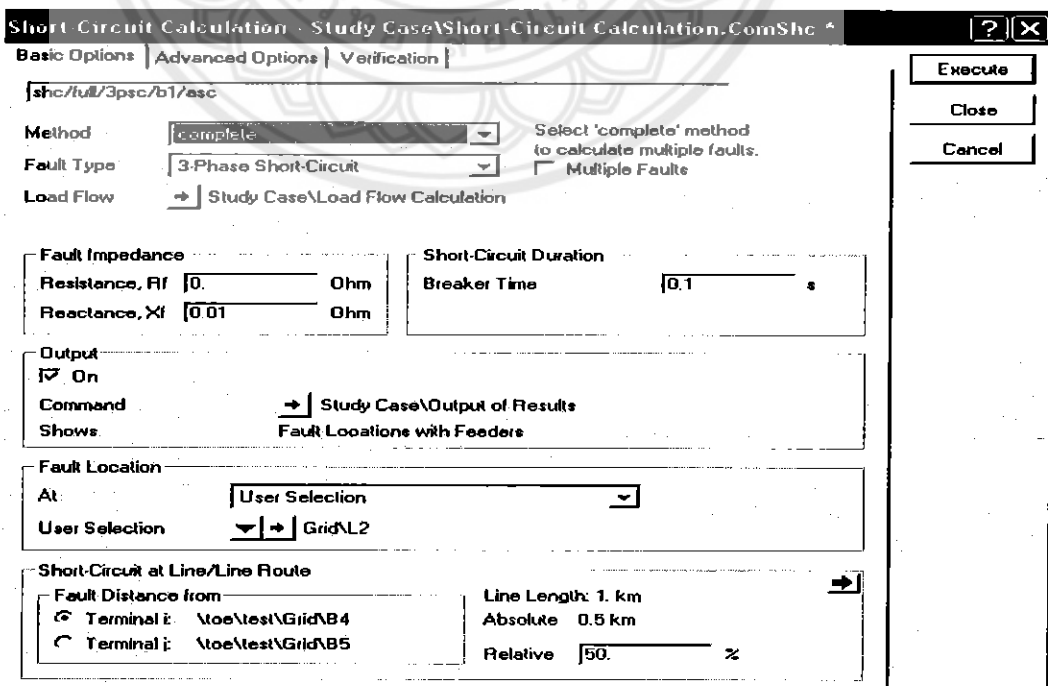 Short-Circuit Calculation - Study Case\Short-Circuit Calculation.ComShc *
Basic Options Advanced Options Verification
Execute
shc/full/3psc/b1/asc
Close
Method complete
Select 'complete' method
to calculate multiple faults.
Cancel
Fault Type 3-Phase Short-Circuit
Multiple Faults
Load Flow Study Case\Load Flow Calculation
Fault Impedance
Short-Circuit Duration
Resistance, Rf 0. Ohm
Breaker Time 0.1 s
Reactance, Xf 0.01 Ohm
Output
On
Command Study Case\Output of Results
Shows Fault Locations with Feeders
Fault Location
At: User Selection
User Selection Grid\L2
Short-Circuit at Line/Line Route
Fault Distance from
Line Length: 1. km
Terminal i: \toe\test\Grid\B4
Absolute 0.5 km
Terminal j: \toe\test\Grid\B5
Relative 50. %